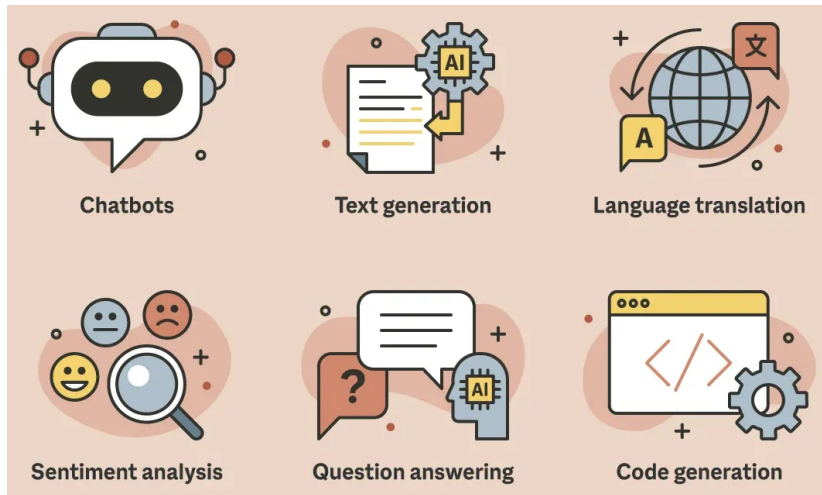 AI
文
A
Chatbots
Text generation
Language translation
?
AI
</>
Sentiment analysis
Question answering
Code generation